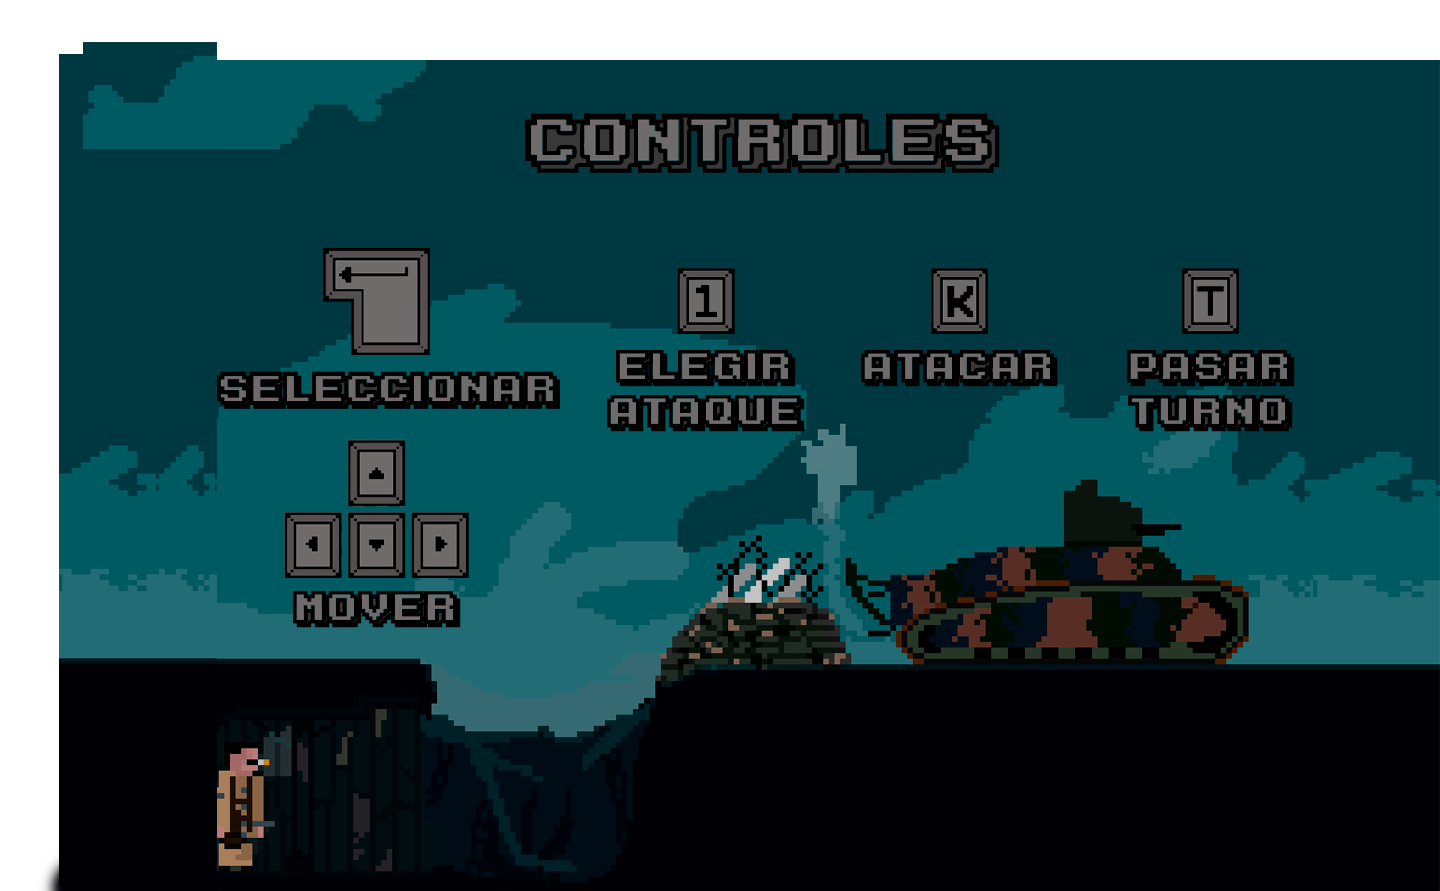 CONTROLES
1
K
T
SELECCIONAR
ELEGIR
ATAQUE
ATACAR
PASAR
TURNO
MOVER